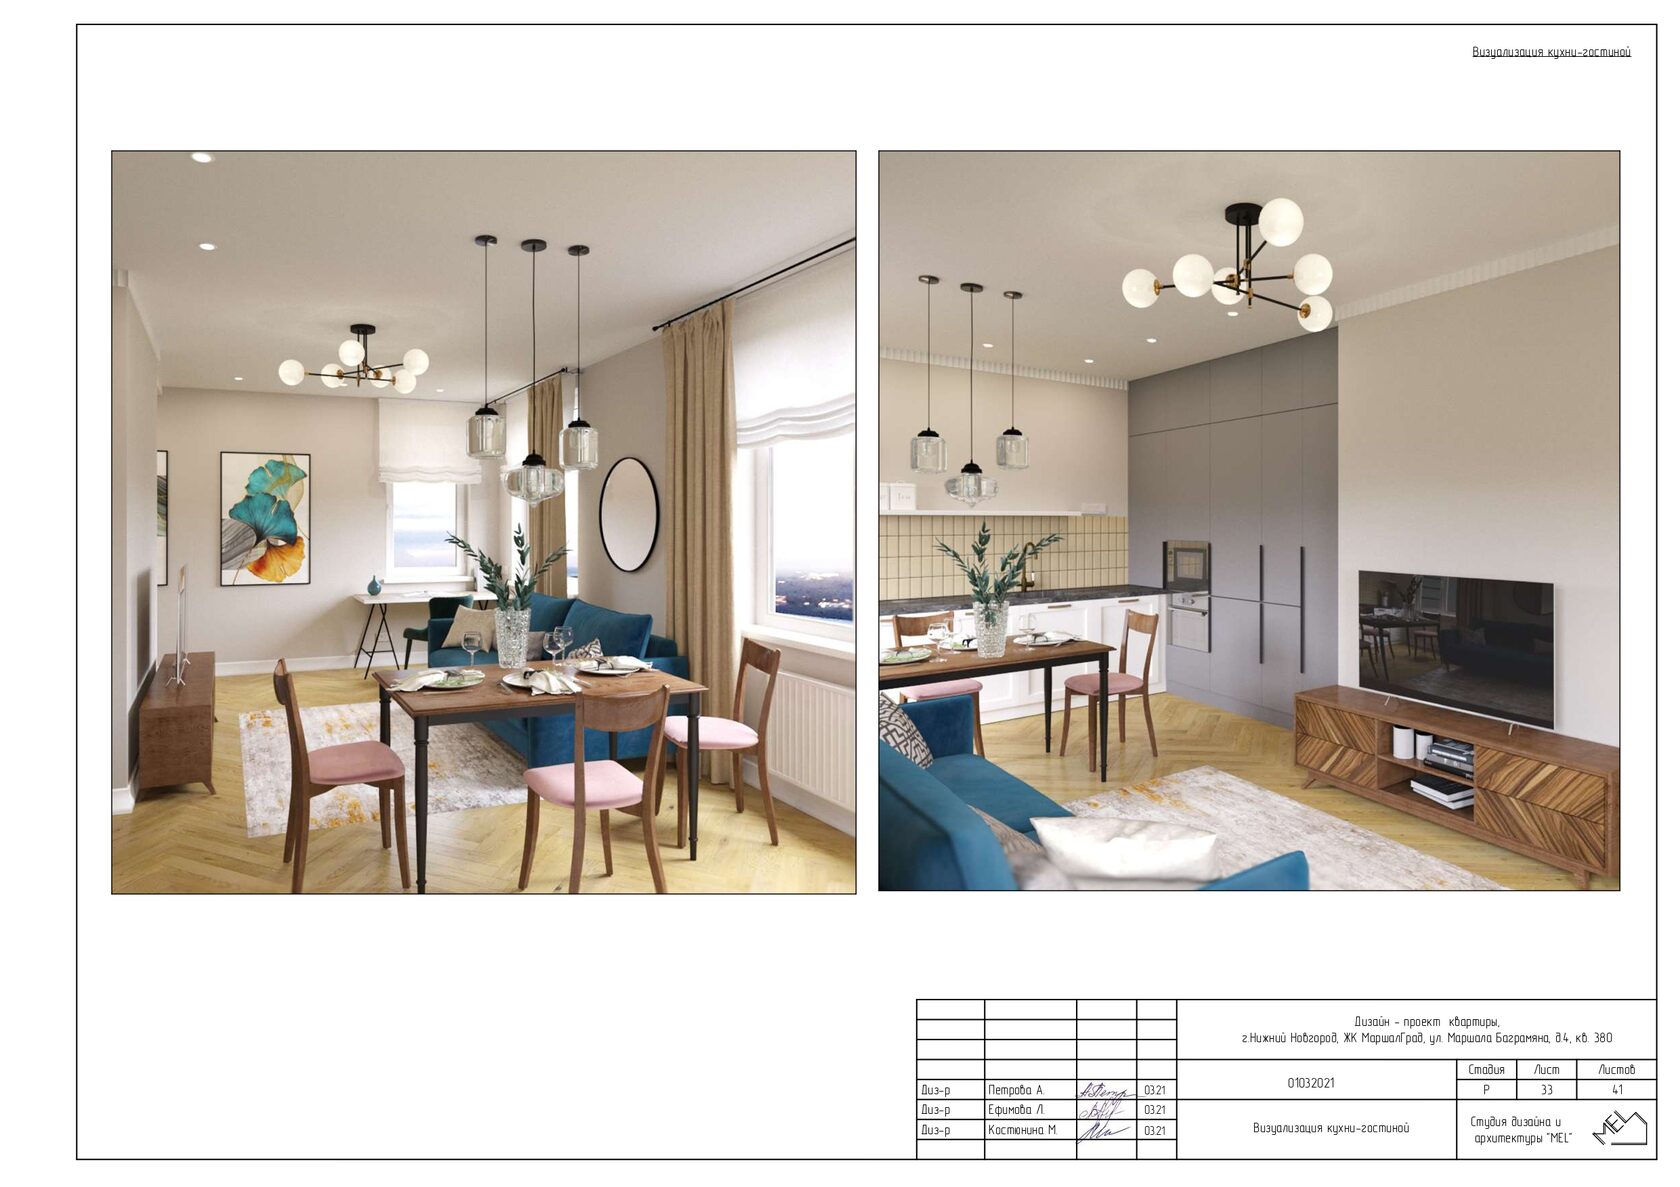 Визуализация кухни-гостиной
Дизайн - проект квартиры,
г.Нижний Новгород, ЖК МаршалГрад, ул. Маршала Баграмяна, д.4, кв. 380
01032021
Стадия Лист Листов
Р 33 41
Диз-р Петрова А. 03.21
Диз-р Ефимова Л. 03.21
Диз-р Костюнина М. 03.21
Визуализация кухни-гостиной
Студия дизайна и
архитектуры "MEL"
MEL